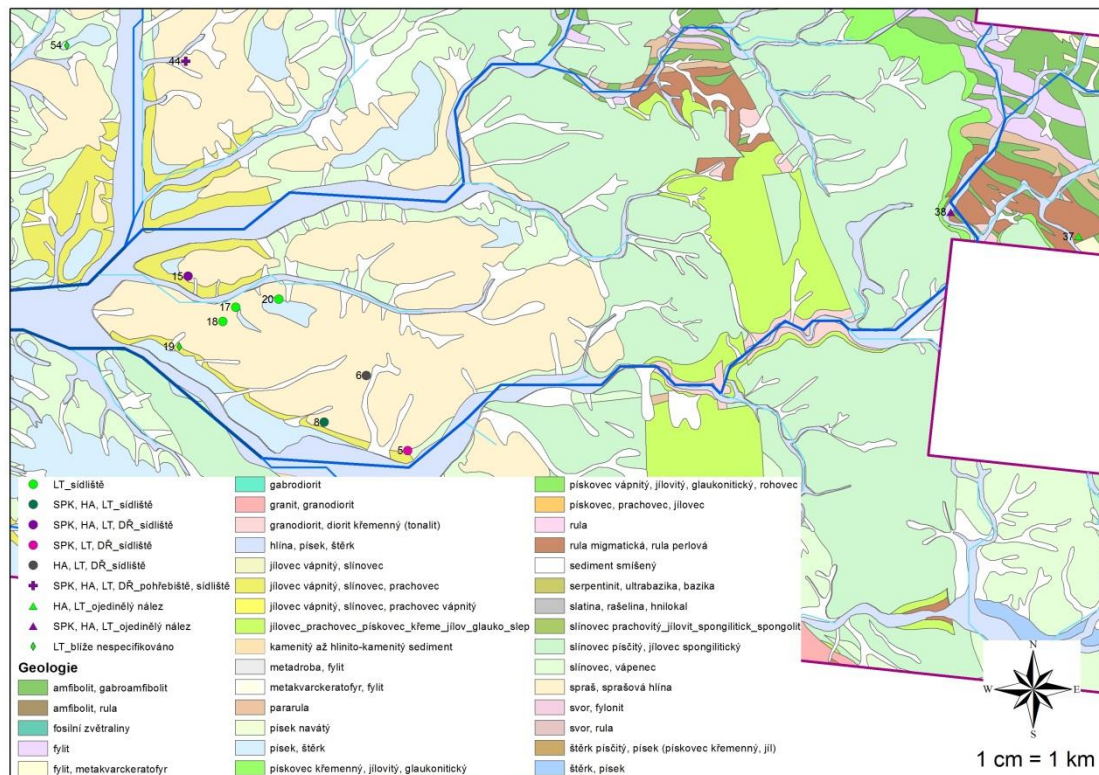 54
44
38
37
15
20
17
18
19
6
8
5
LT_sídliště
SPK, HA, LT_sídliště
SPK, HA, LT, DŘ_sídliště
SPK, LT, DŘ_sídliště
HA, LT_sídliště
SPK, HA, LT, DŘ_pohřebiště, sídliště
HA, LT_ojedinělý nález
SPK, HA, LT_ojedinělý nález
LT_blíže nespecifikováno
Geologie
amfibolit, gabroamfibolit
amfibolit, rula
fosilní zvětraliny
fylit
fylit, metakvarckeratofyr
gabrodiorit
granit, granodiorit
granodiorit, diorit křemenný (tonalit)
hlína, písek, štěrk
jílovec vápnitý, slínovec
jílovec vápnitý, slínovec, prachovec
jílovec vápnitý, slínovec, prachovec vápnitý
jílovec_prachovec_pískovec_křeme_jílov_glauko_slep
kamenitý až hlinito-kamenitý sediment
metadroba, fylit
metakvarckeratofyr, fylit
pararula
písek navátý
písek, štěrk
pískovec křemenný, jílovitý, glaukonitický
pískovec vápnitý, jílovitý, glaukonitický, rohovec
pískovec, prachovec, jílovec
rula
rula migmatická, rula perlová
sediment smíšený
serpentinit, ultrabazika, bazika
slatina, rašelina, hnilokal
slínovec prachovitý_jílovit_spongilitick_spongolit
slínovec písčitý, jílovec spongilitický
slínovec, vápenec
spraš, sprašová hlína
svor, fylonit
svor, rula
štěrk písčitý, písek (pískovec křemenný, jíl)
štěrk, písek
N
W E
S
1 cm = 1 km